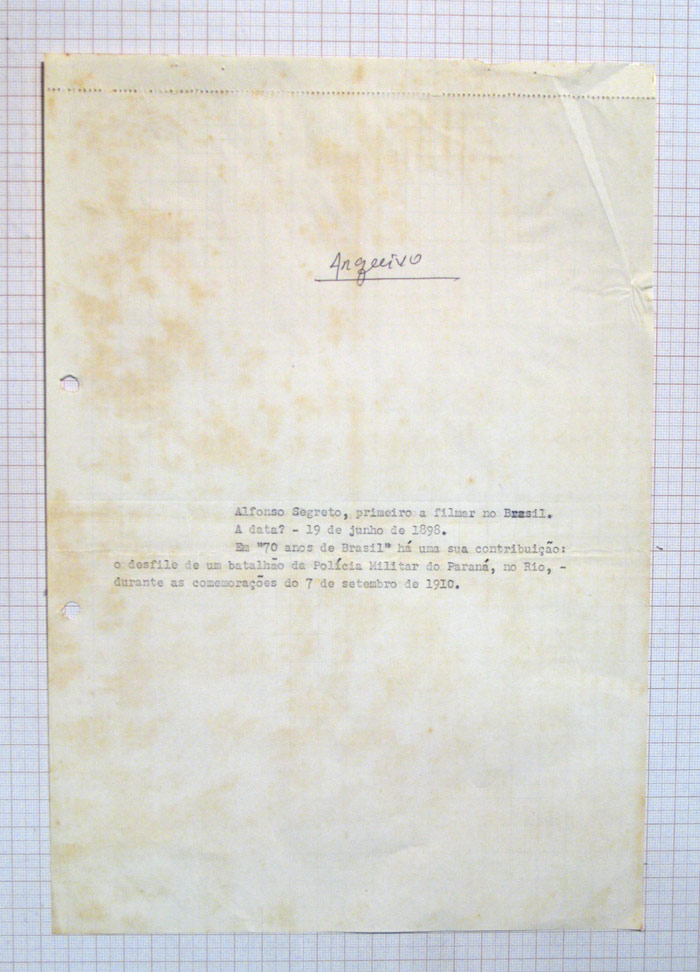 Arquivo
Alfonso Segreto, primeiro a filmar no Brasil.
A data? - 19 de junho de 1898.
Em "70 anos de Brasil" há uma sua contribuição:
o desfile de um batalhão da Polícia Militar do Paraná, no Rio, -
durante as comemorações do 7 de setembro de 1910.